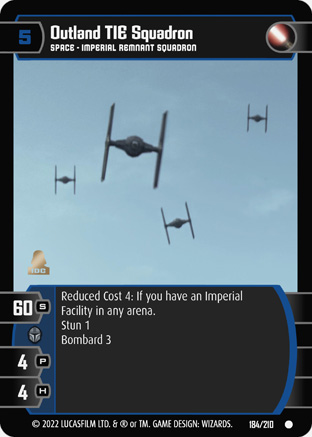 5 Outland TIE Squadron
SPACE - IMPERIAL REMNANT SQUADRON
100
60 S
4 P
4 H
Reduced Cost 4: If you have an Imperial
Facility in any arena.
Stun 1
Bombard 3
© 2022 LUCASFILM LTD. & ® or TM. GAME DESIGN: WIZARDS. 184/210